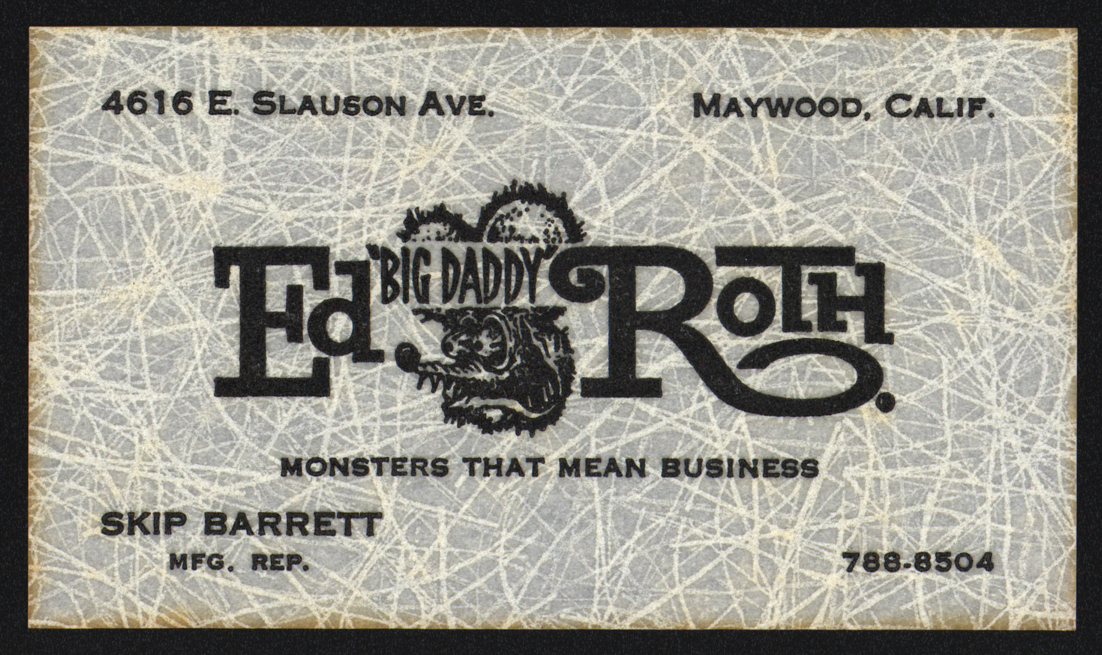 4616 E. SLAUSON AVE. MAYWOOD, CALIF.
Ed "BIG DADDY" ROTH.
MONSTERS THAT MEAN BUSINESS
SKIP BARRETT
MFG. REP. 788-8504